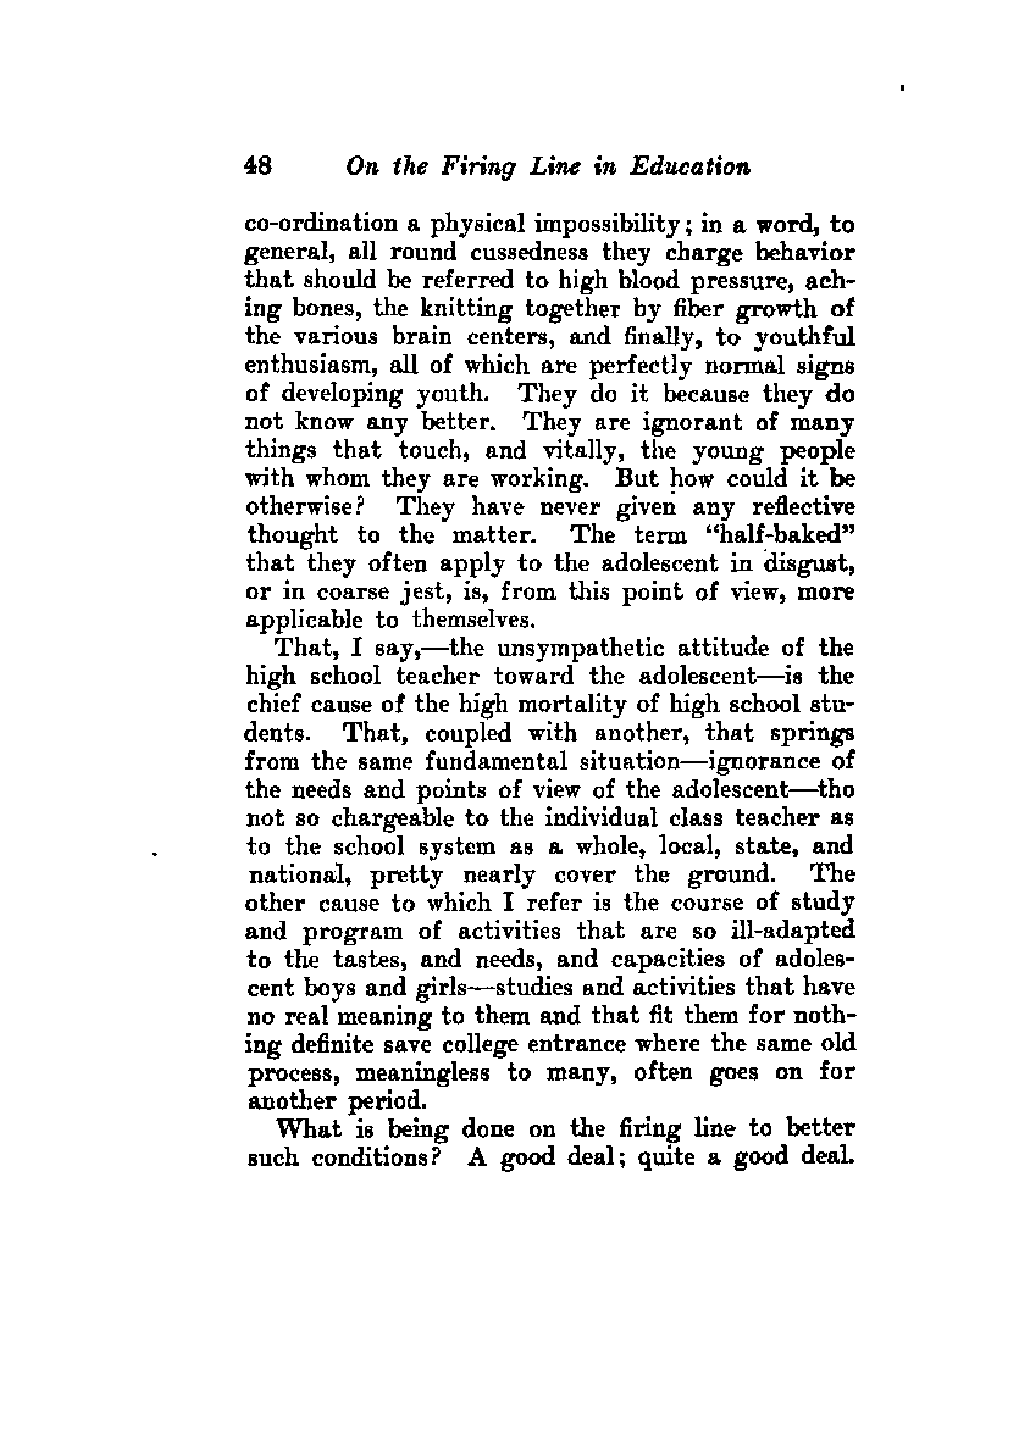 48 On the Firing Line in Education
co-ordination a physical impossibility; in a word, to
general, all round cussedness they charge behavior
that should be referred to high blood pressure, ach-
ing bones, the knitting together by fiber growth of
the various brain centers, and finally, to youthful
enthusiasm, all of which are perfectly normal signs
of developing youth. They do it because they do
not know any better. They are ignorant of many
things that touch, and vitally, the young people
with whom they are working. But how could it be
otherwise? They have never given any reflective
thought to the matter. The term "half-baked"
that they often apply to the adolescent in disgust,
or in coarse jest, is, from this point of view, more
applicable to themselves.
That, I say,—the unsympathetic attitude of the
high school teacher toward the adolescent—is the
chief cause of the high mortality of high school stu-
dents. That, coupled with another, that springs
from the same fundamental situation—ignorance of
the needs and points of view of the adolescent—tho
not so chargeable to the individual class teacher as
to the school system as a whole, local, state, and
national, pretty nearly cover the ground. The
other cause to which I refer is the course of study
and program of activities that are so ill-adapted
to the tastes, and needs, and capacities of adoles-
cent boys and girls—studies and activities that have
no real meaning to them and that fit them for noth-
ing definite save college entrance where the same old
process, meaningless to many, often goes on for
another period.
What is being done on the firing line to better
such conditions? A good deal; quite a good deal.